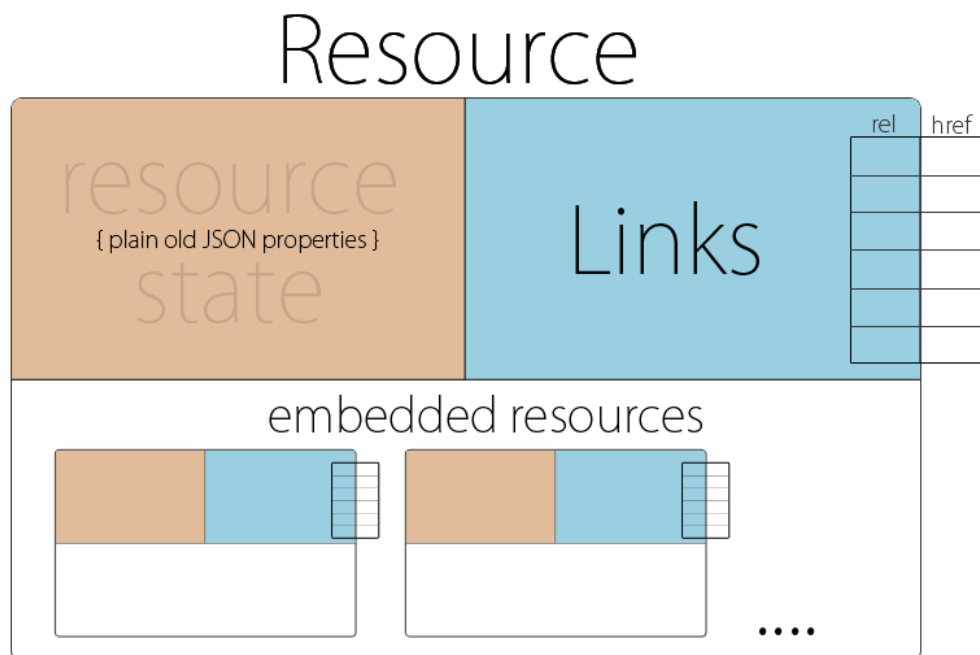 Resource
rel href
resource
{ plain old JSON properties }
state
Links
embedded resources
....